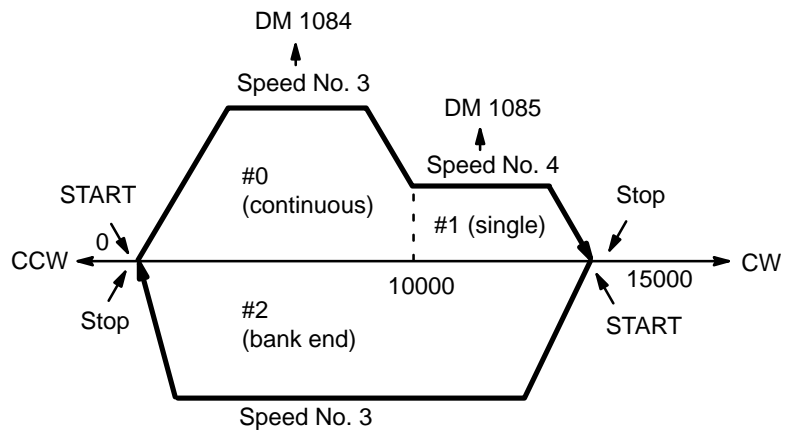 DM 1084
Speed No. 3
DM 1085
Speed No. 4
#0
(continuous)
START
Stop
#1 (single)
0
CCW
CW
10000
15000
Stop
#2
(bank end)
START
Speed No. 3